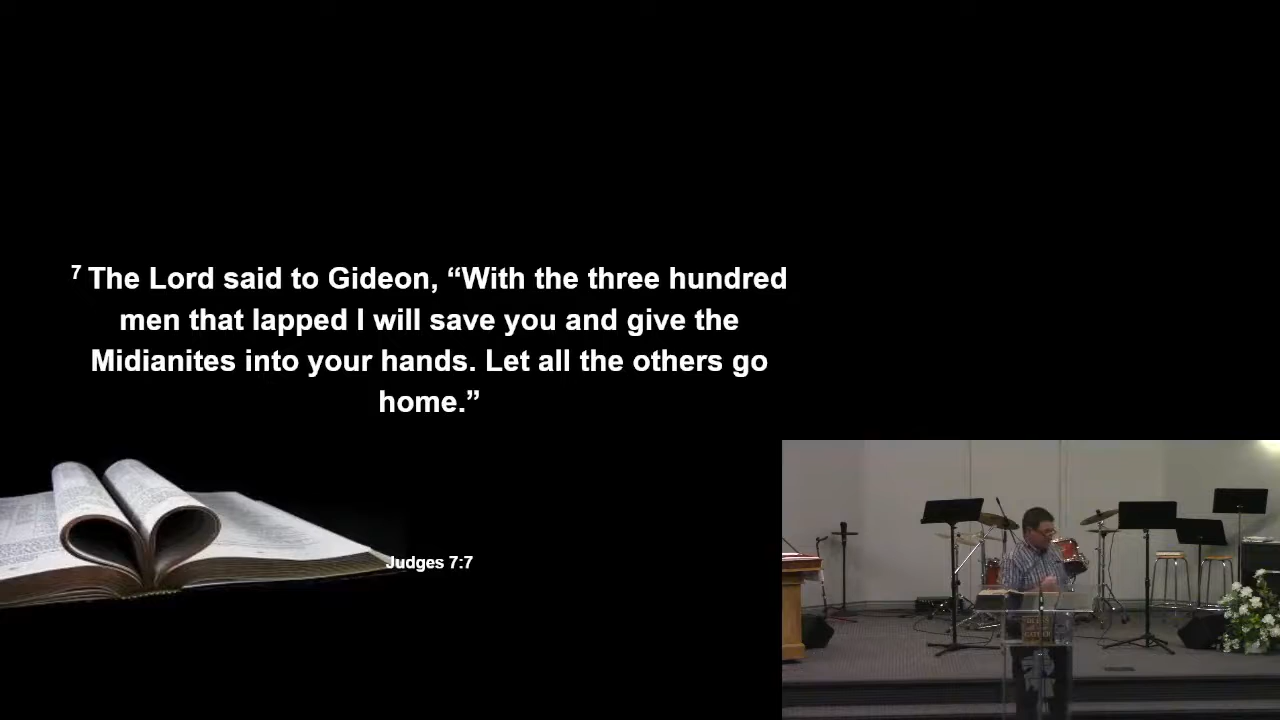 7 The Lord said to Gideon, “With the three hundred
men that lapped I will save you and give the
Midianites into your hands. Let all the others go
home.”
Judges 7:7